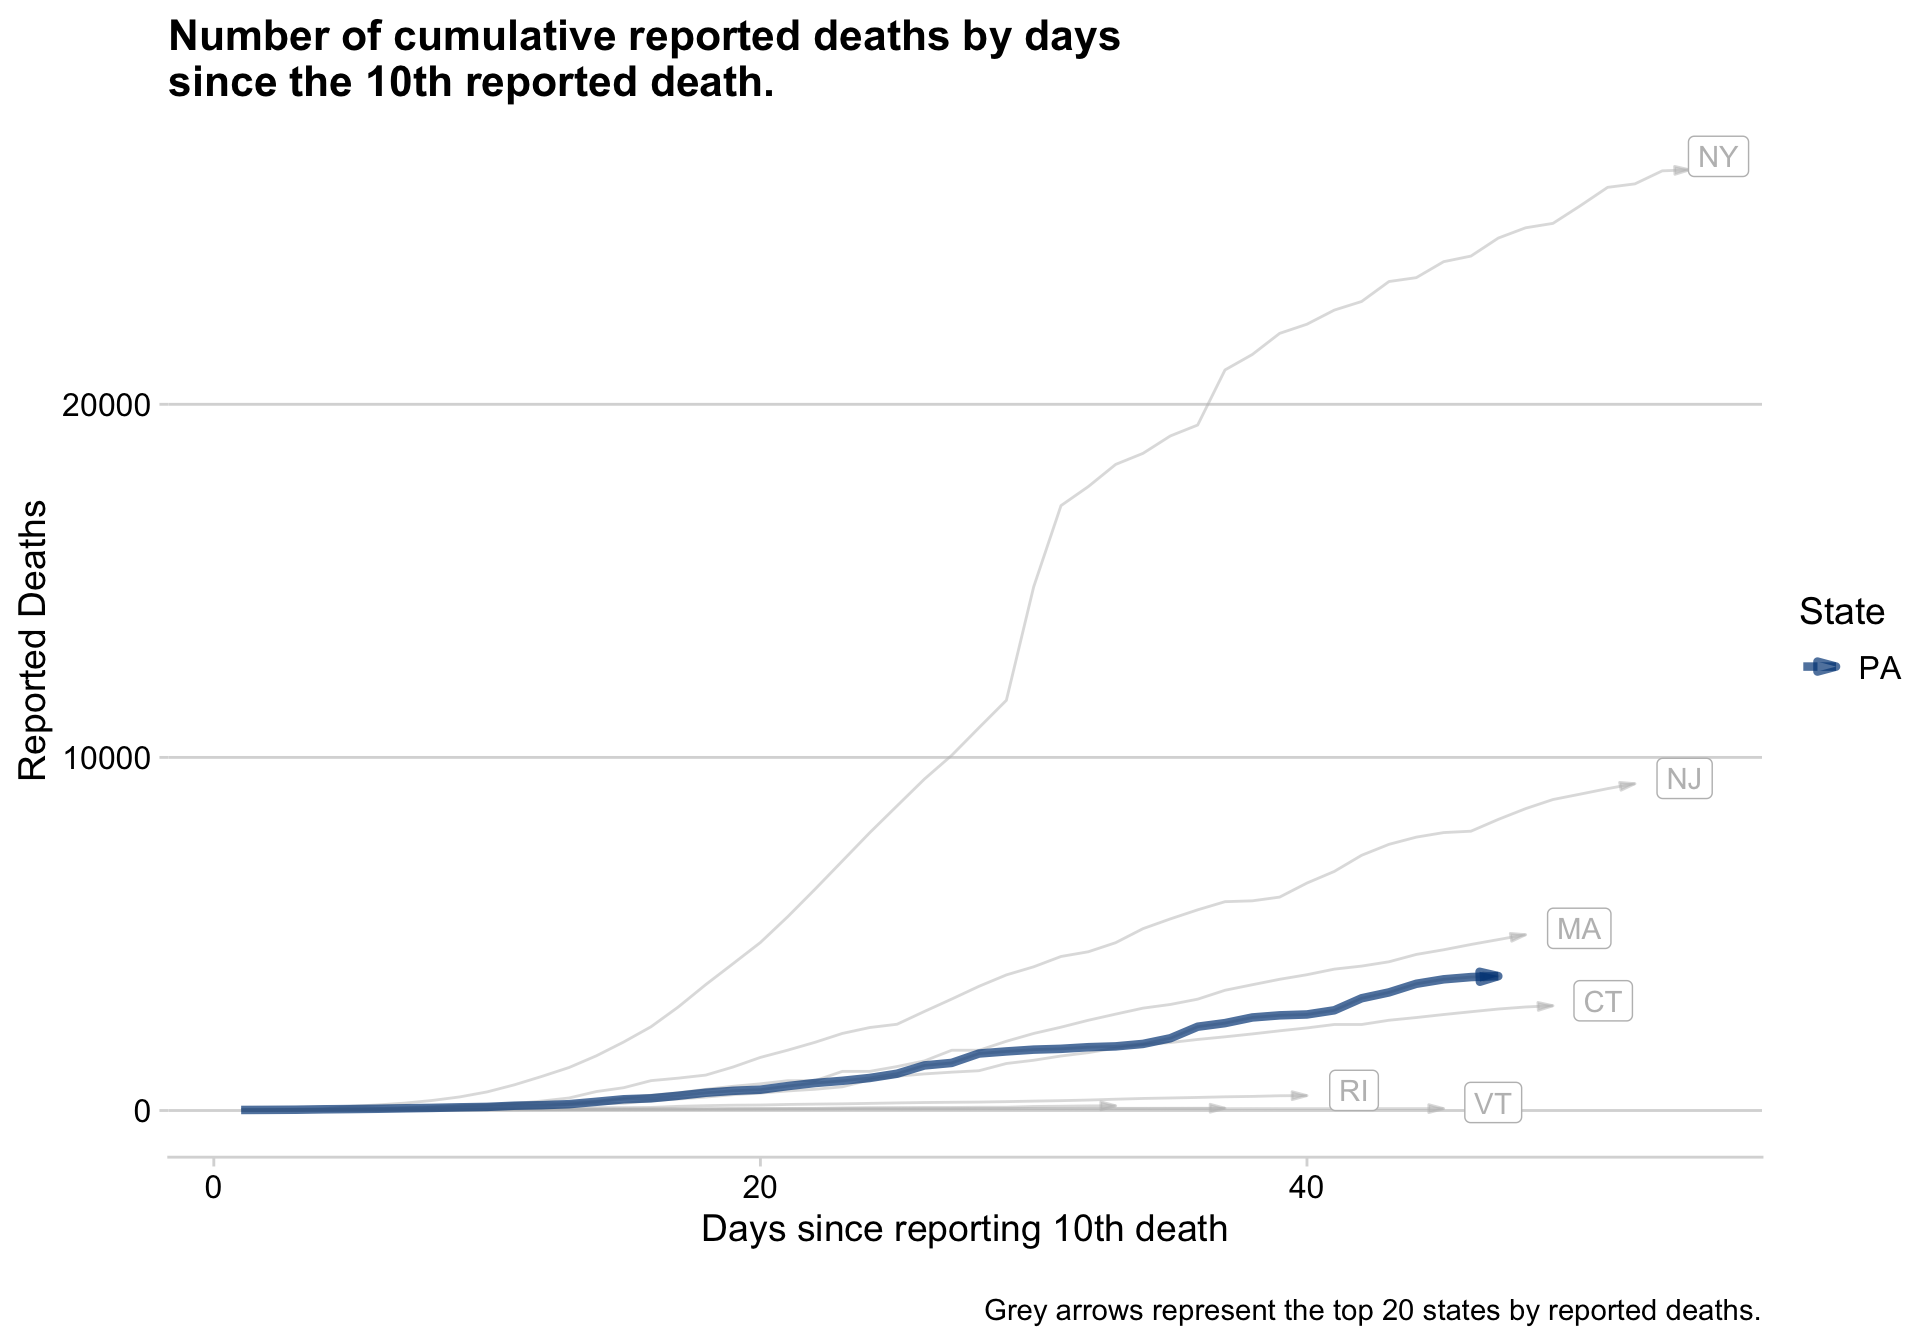 Number of cumulative reported deaths by days
since the 10th reported death.
NY
20000
Reported Deaths
State
PA
10000
NJ
MA
CT
RI
VT
0
0
20
40
Days since reporting 10th death
Grey arrows represent the top 20 states by reported deaths.